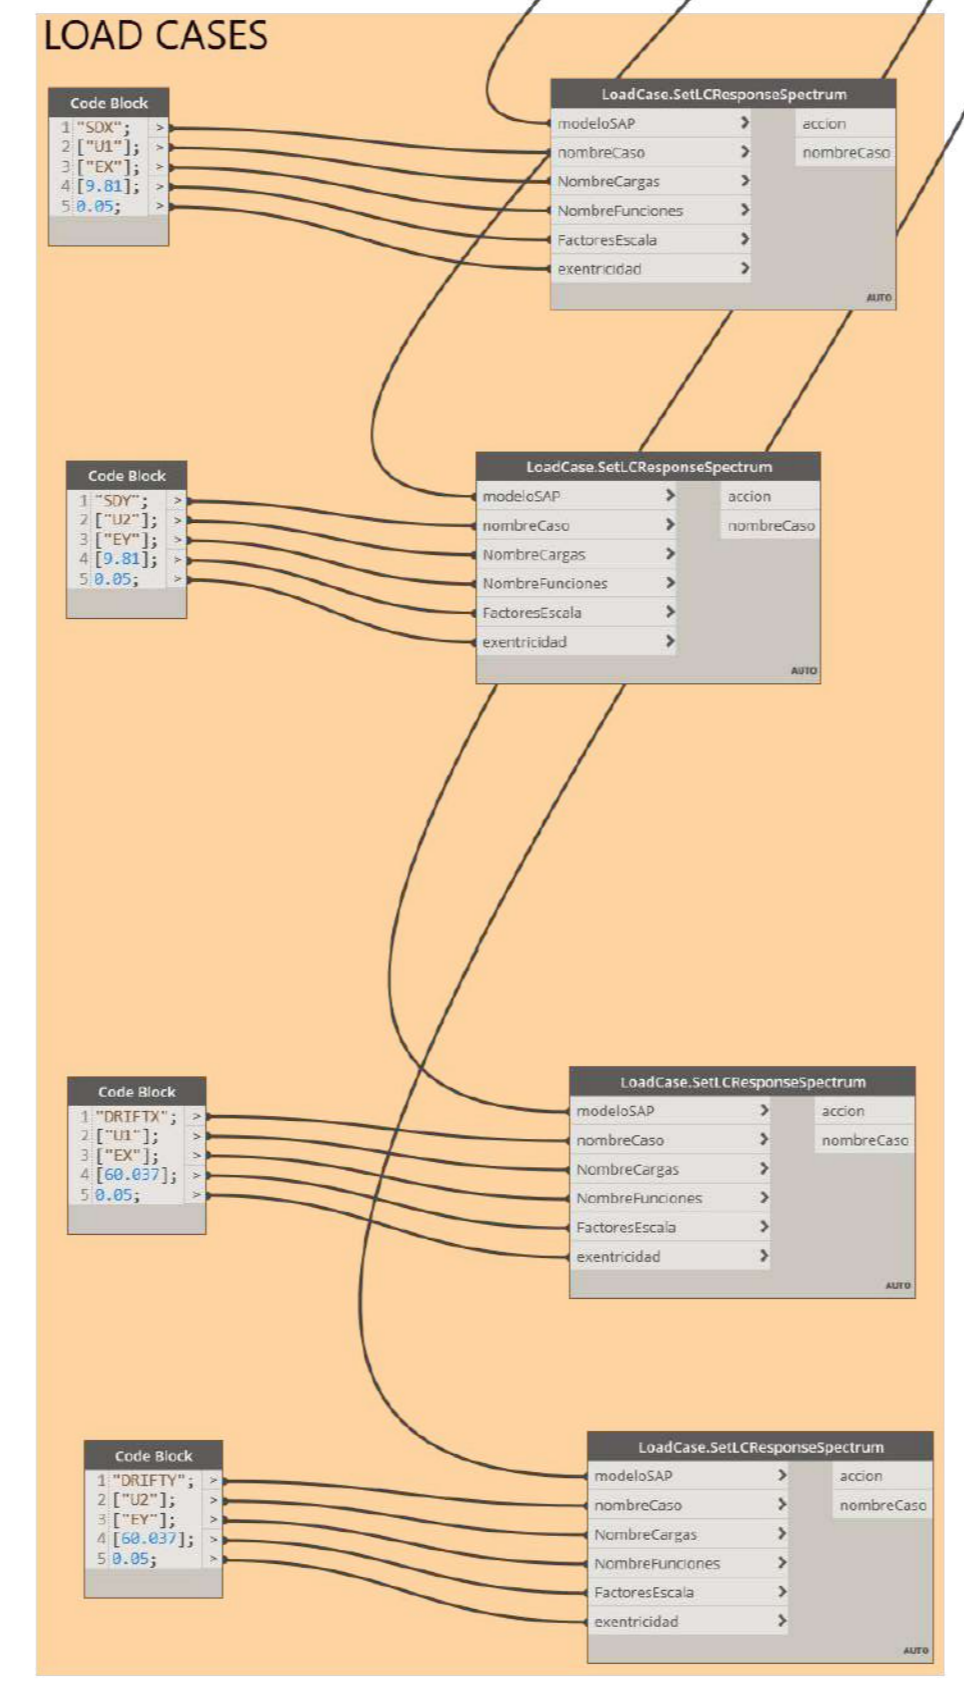 LOAD CASES
Code Block
1 "SDX"; >
2 ["U1"]; >
3 ["EX"]; >
4 [9.81]; >
5 0.05; >
LoadCase.SetLCResponseSpectrum
modeloSAP > accion
nombreCaso > nombreCaso
NombreCargas >
NombreFunciones >
FactoresEscala >
exentricidad >
AUTO
Code Block
1 "SDY"; >
2 ["U2"]; >
3 ["EY"]; >
4 [9.81]; >
5 0.05; >
LoadCase.SetLCResponseSpectrum
modeloSAP > accion
nombreCaso > nombreCaso
NombreCargas >
NombreFunciones >
FactoresEscala >
exentricidad >
AUTO
Code Block
1 "DRIFTX"; >
2 ["U1"]; >
3 ["EX"]; >
4 [60.037]; >
5 0.05; >
LoadCase.SetLCResponseSpectrum
modeloSAP > accion
nombreCaso > nombreCaso
NombreCargas >
NombreFunciones >
FactoresEscala >
exentricidad >
AUTO
Code Block
1 "DRIFTY"; >
2 ["U2"]; >
3 ["EY"]; >
4 [60.037]; >
5 0.05; >
LoadCase.SetLCResponseSpectrum
modeloSAP > accion
nombreCaso > nombreCaso
NombreCargas >
NombreFunciones >
FactoresEscala >
exentricidad >
AUTO